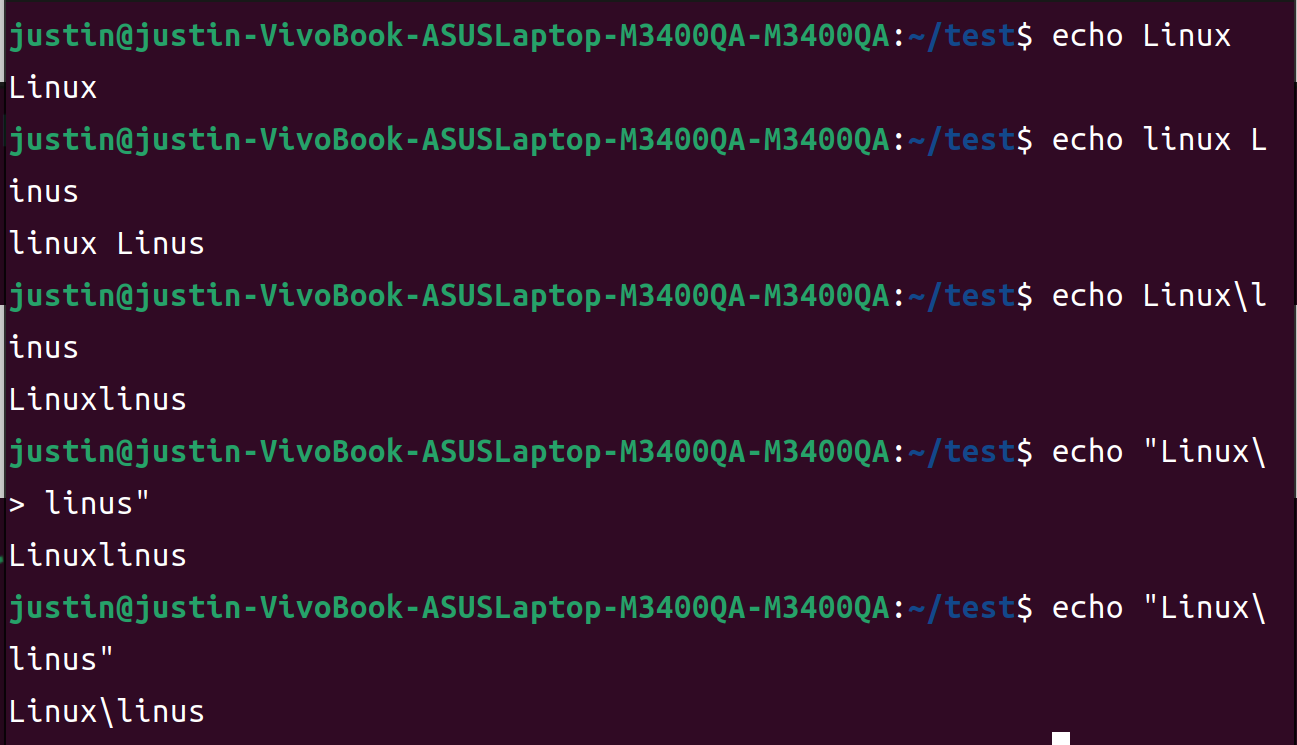 justin@justin-VivoBook-ASUSLaptop-M3400QA-M3400QA:~/test$ echo Linux
Linux
justin@justin-VivoBook-ASUSLaptop-M3400QA-M3400QA:~/test$ echo linux L
inus
linux Linus
justin@justin-VivoBook-ASUSLaptop-M3400QA-M3400QA:~/test$ echo Linux\l
inus
Linuxlinus
justin@justin-VivoBook-ASUSLaptop-M3400QA-M3400QA:~/test$ echo "Linux\
> linus"
Linuxlinus
justin@justin-VivoBook-ASUSLaptop-M3400QA-M3400QA:~/test$ echo "Linux\
linus"
Linux\linus